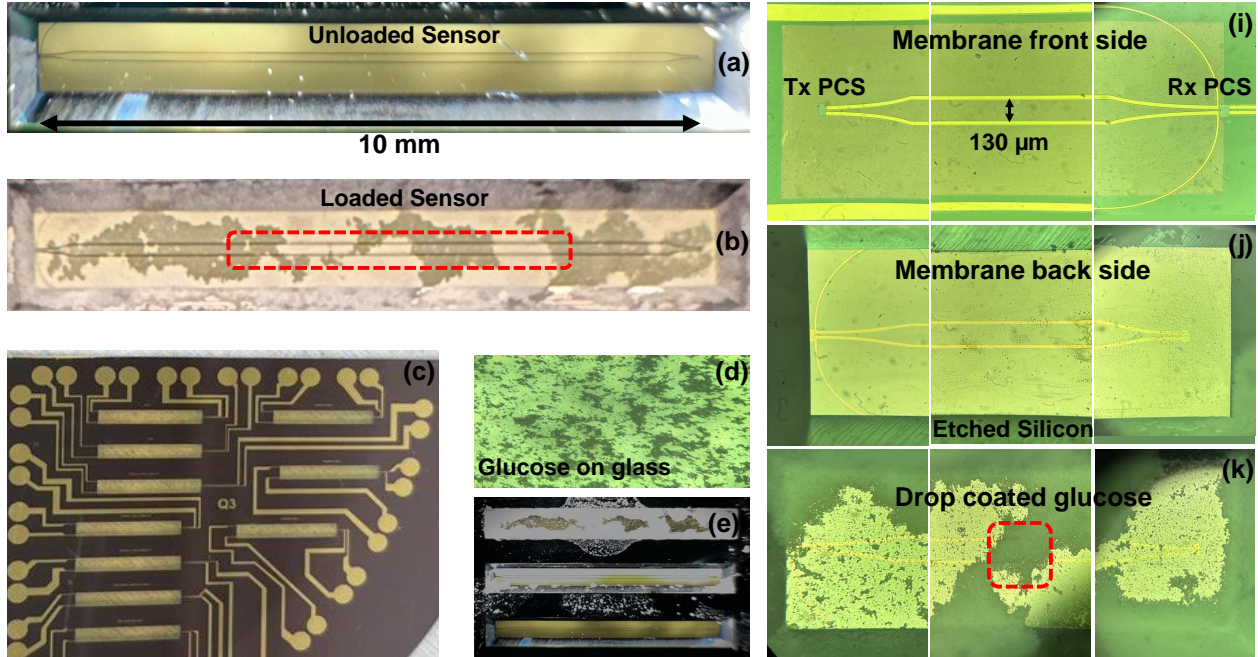 Unloaded Sensor
(a)
10 mm
Loaded Sensor
(b)
(c)
Q3
(d)
Glucose on glass
(e)
(i)
Membrane front side
Tx PCS
Rx PCS
130 µm
(j)
Membrane back side
Etched Silicon
(k)
Drop coated glucose